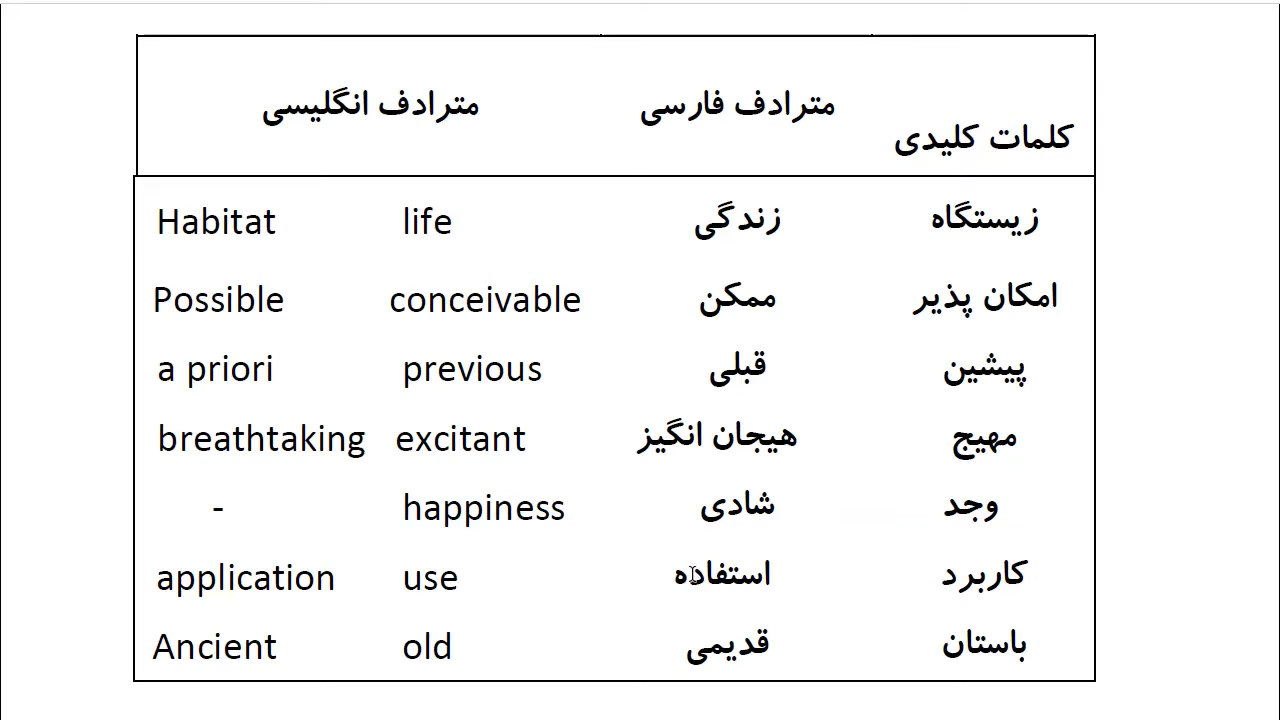 کلمات کلیدی مترادف فارسی مترادف انگلیسی
زیستگاه زندگی life Habitat
امکان پذیر ممکن conceivable Possible
پیشین قبلی previous a priori
مهیج هیجان انگیز excitant breathtaking
وجد شادی happiness -
کاربرد استفاده use application
باستان قدیمی old Ancient